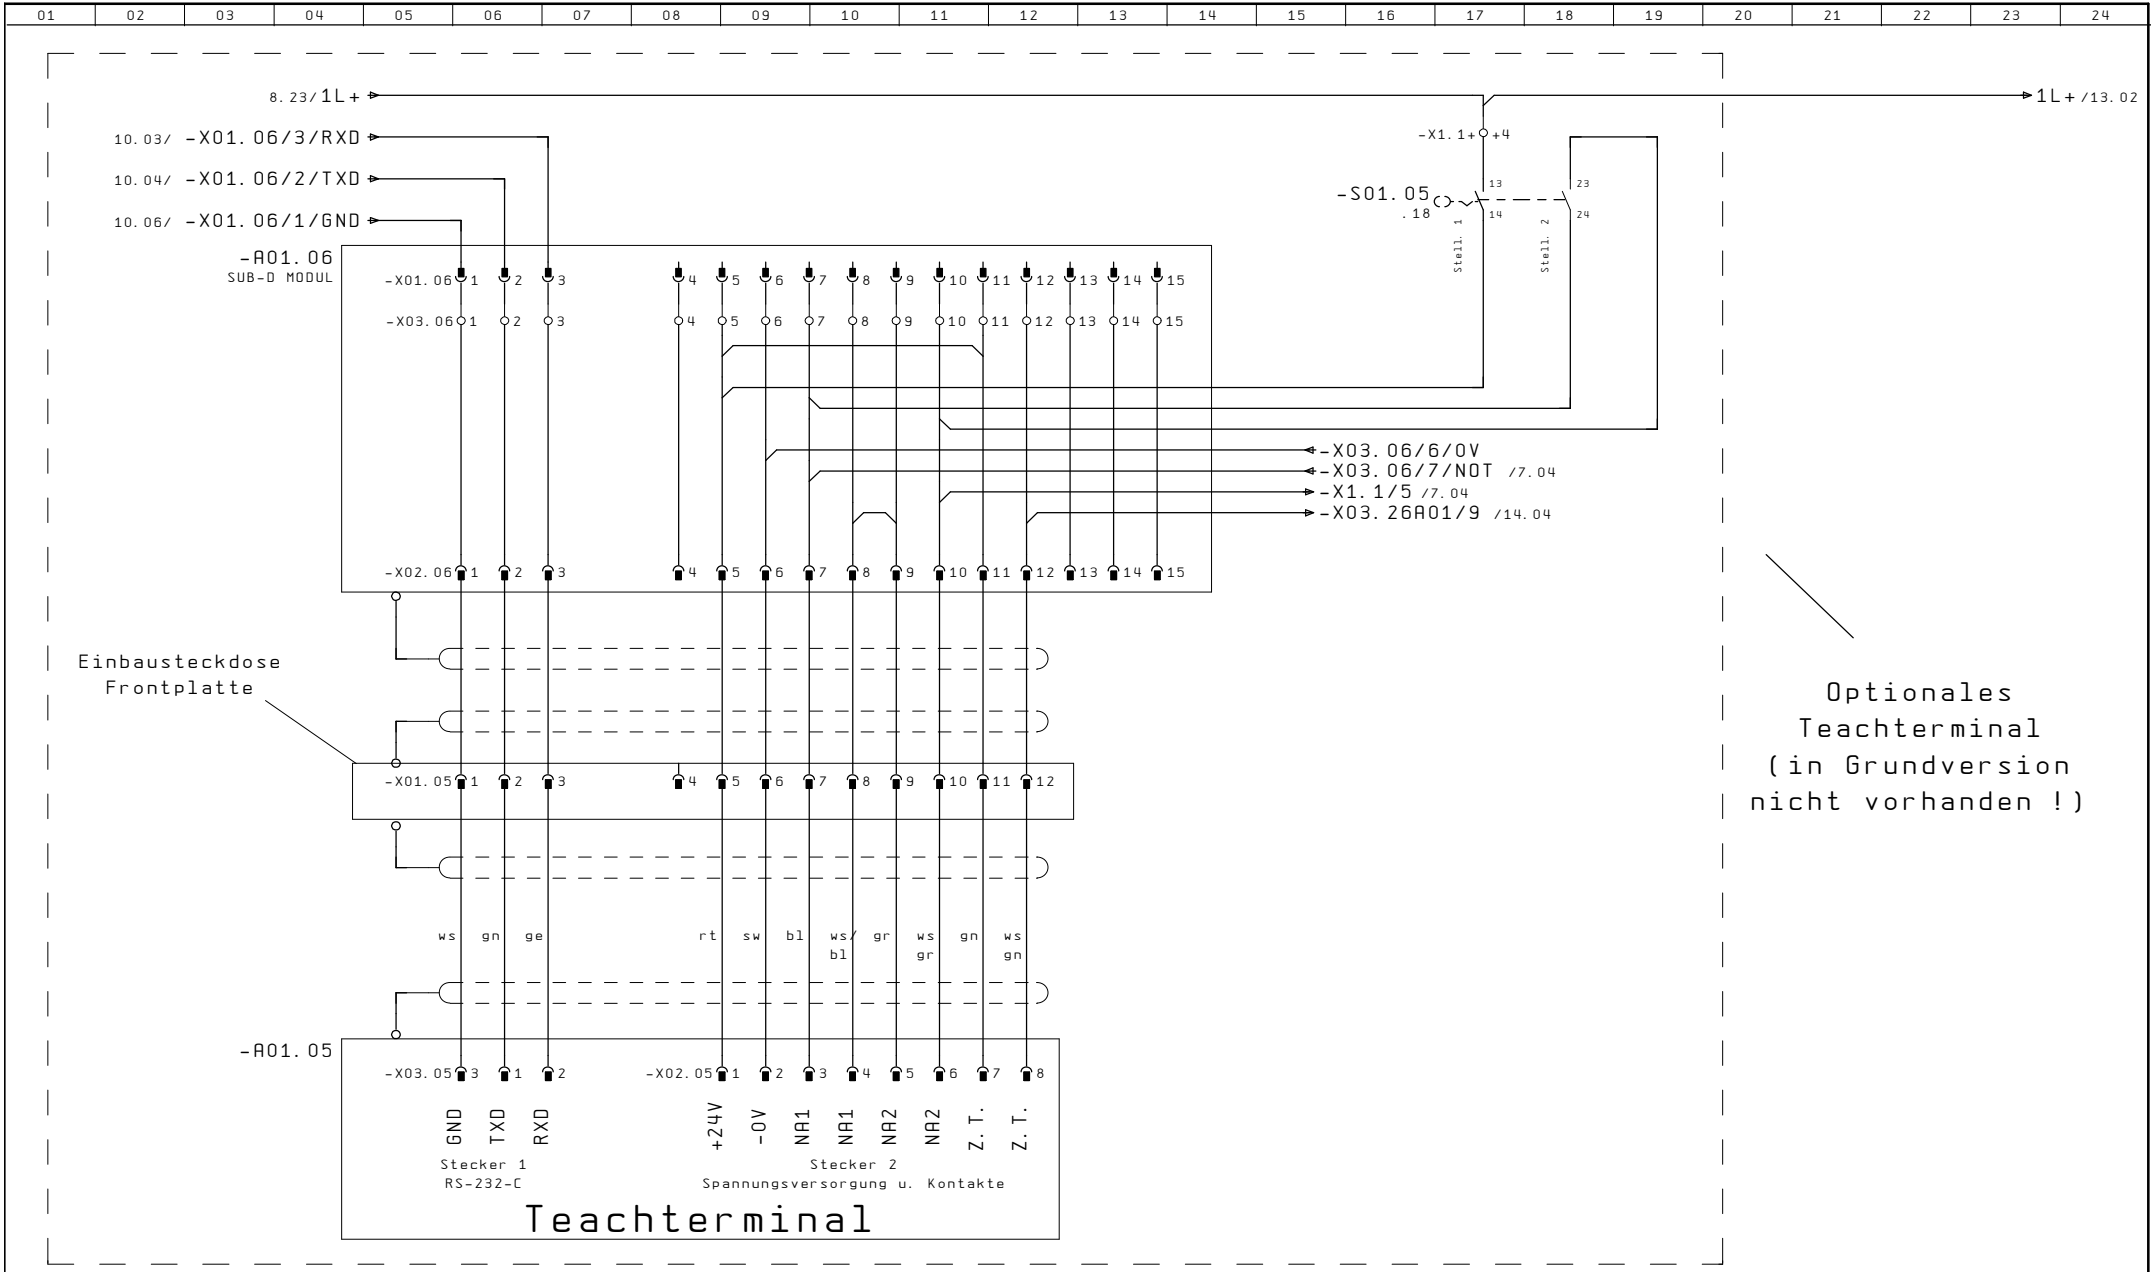 01 02 03 04 05 06 07 08 09 10 11 12 13 14 15 16 17 18 19 20 21 22 23 24
8.23/1L+
1L+/13.02
10.03/ -X01.06/3/RXD
-X1.1+ +4
10.04/ -X01.06/2/TXD
13 23
-S01.05
.18
14 24
10.06/ -X01.06/1/GND
Stell. 1
Stell. 2
-A01.06
SUB-D MODUL
-X01.06 1 2 3 4 5 6 7 8 9 10 11 12 13 14 15
-X03.06 1 2 3 4 5 6 7 8 9 10 11 12 13 14 15
-X03.06/6/0V
-X03.06/7/NOT /7.04
-X1.1/5 /7.04
-X03.26A01/9 /14.04
-X02.06 1 2 3 4 5 6 7 8 9 10 11 12 13 14 15
Einbausteckdose
Frontplatte
Optionales
Teachterminal
(in Grundversion
nicht vorhanden !)
-X01.05 1 2 3 4 5 6 7 8 9 10 11 12
ws gn ge rt sw bl ws/ gr ws gn ws
bl gr gn
-A01.05
-X03.05 3 1 2 -X02.05 1 2 3 4 5 6 7 8
GND TXD RXD +24V -0V NA1 NA1 NA2 NA2 Z.T. Z.T.
Stecker 1
RS-232-C
Stecker 2
Spannungsversorgung u. Kontakte
Teachterminal